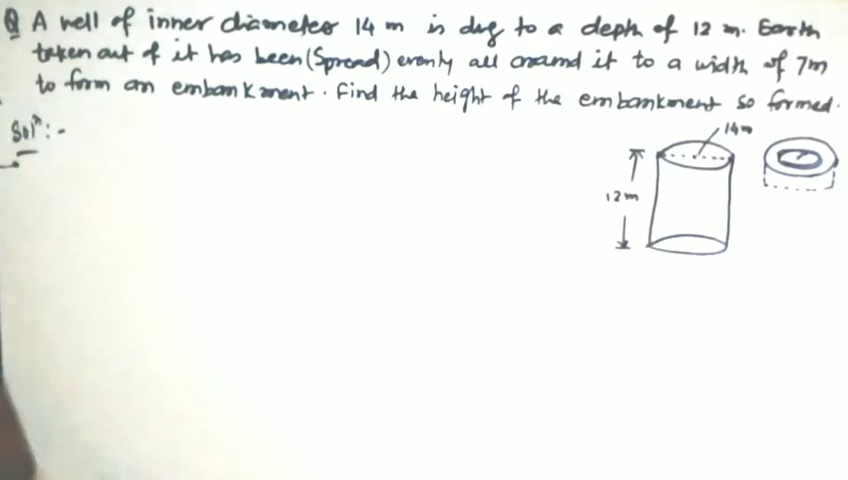 Q A well of inner diameter 14 m is dug to a depth of 12 m. Earth
taken out of it has been (Spread) evenly all around it to a width of 7m
to form an embankment. Find the height of the embankment so formed.
Solⁿ:-
14m
12m